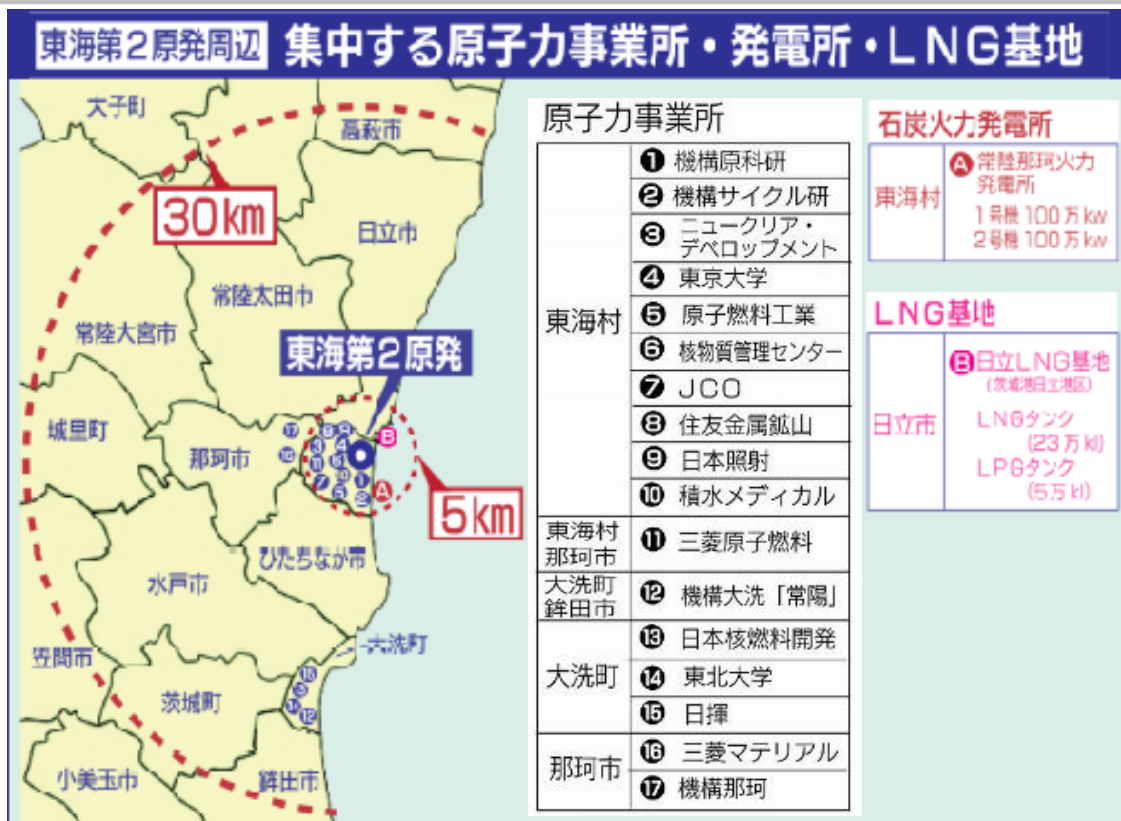 東海第2原発周辺 集中する原子力事業所・発電所・LNG基地
大子町
高萩市
30km
日立市
常陸太田市
常陸大宮市
東海第2原発
城里町
那珂市
5km
ひたちなか市
水戸市
笠間市
大洗町
茨城町
小美玉市
鉾田市
⓱
❽
❸
❹
⓫
❼
❺
❶
❷
B
A
⓬
原子力事業所
東海村
❶ 機構原科研
❷ 機構サイクル研
❸ ニュークリア・
デベロップメント
❹ 東京大学
❺ 原子燃料工業
❻ 核物質管理センター
❼ JCO
❽ 住友金属鉱山
❾ 日本照射
❿ 積水メディカル
東海村
那珂市
⓫ 三菱原子燃料
大洗町
鉾田市
⓬ 機構大洗「常陽」
大洗町
⓭ 日本核燃料開発
⓮ 東北大学
⓯ 日揮
那珂市
⓰ 三菱マテリアル
⓱ 機構那珂
石炭火力発電所
東海村
A 常陸那珂火力
発電所
1号機 100万kw
2号機 100万kw
LNG基地
日立市
B 日立LNG基地
(茨城港日立港区)
LNGタンク
(23万kl)
LPGタンク
(5万kl)